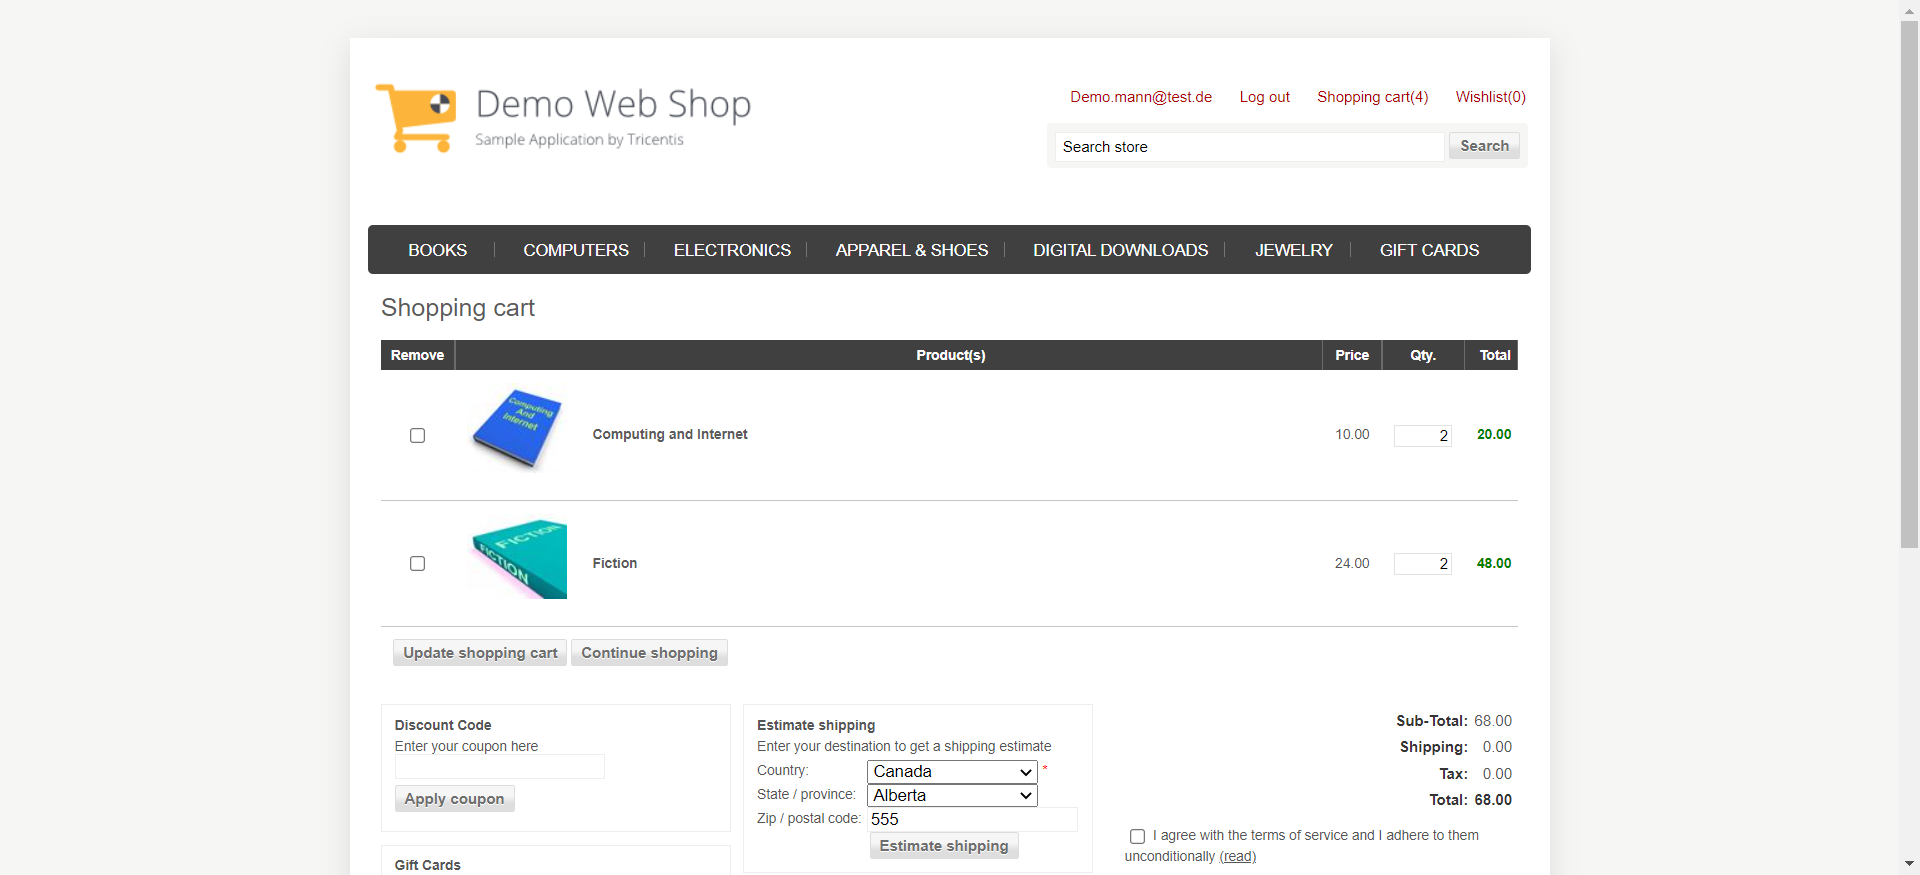 Demo Web Shop
Sample Application by Tricentis
Demo.mann@test.de Log out Shopping cart(4) Wishlist(0)
Search store Search
BOOKS COMPUTERS ELECTRONICS APPAREL & SHOES DIGITAL DOWNLOADS JEWELRY GIFT CARDS
Shopping cart
Remove Product(s) Price Qty. Total
Computing And Internet
Computing and Internet 10.00 2 20.00
FICTION
FICTION
Fiction 24.00 2 48.00
Update shopping cart Continue shopping
Discount Code
Enter your coupon here
Apply coupon
Gift Cards
Estimate shipping
Enter your destination to get a shipping estimate
Country: Canada *
State / province: Alberta
Zip / postal code: 555
Estimate shipping
Sub-Total: 68.00
Shipping: 0.00
Tax: 0.00
Total: 68.00
I agree with the terms of service and I adhere to them
unconditionally (read)